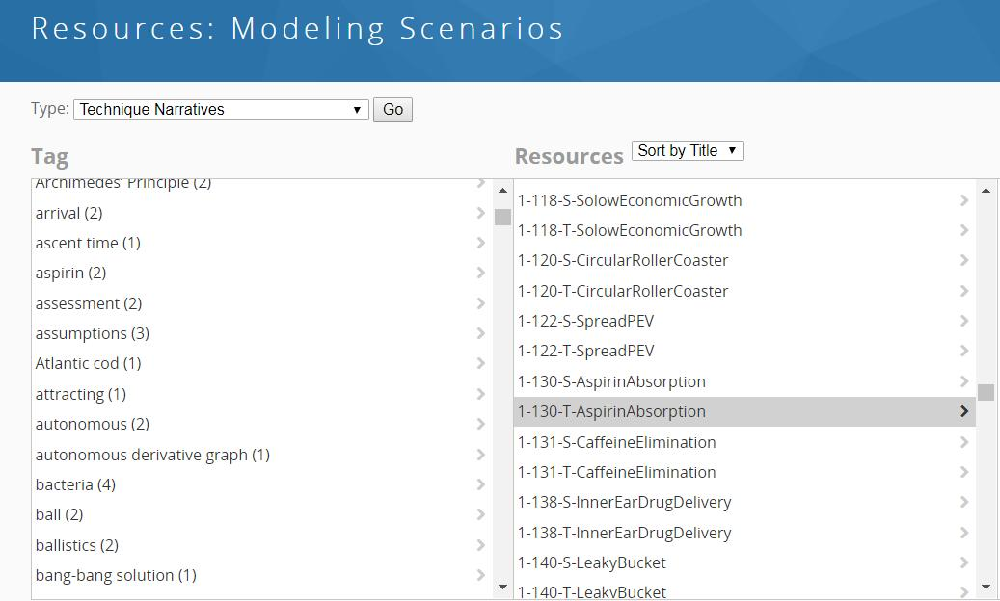 Resources: Modeling Scenarios
Type: Technique Narratives Go
Tag
Archimedes' Principle (2)
arrival (2)
ascent time (1)
aspirin (2)
assessment (2)
assumptions (3)
Atlantic cod (1)
attracting (1)
autonomous (2)
autonomous derivative graph (1)
bacteria (4)
ball (2)
ballistics (2)
bang-bang solution (1)
Resources Sort by Title
1-118-S-SolowEconomicGrowth
1-118-T-SolowEconomicGrowth
1-120-S-CircularRollerCoaster
1-120-T-CircularRollerCoaster
1-122-S-SpreadPEV
1-122-T-SpreadPEV
1-130-S-AspirinAbsorption
1-130-T-AspirinAbsorption
1-131-S-CaffeineElimination
1-131-T-CaffeineElimination
1-138-S-InnerEarDrugDelivery
1-138-T-InnerEarDrugDelivery
1-140-S-LeakyBucket
1-140-T-LeakyBucket